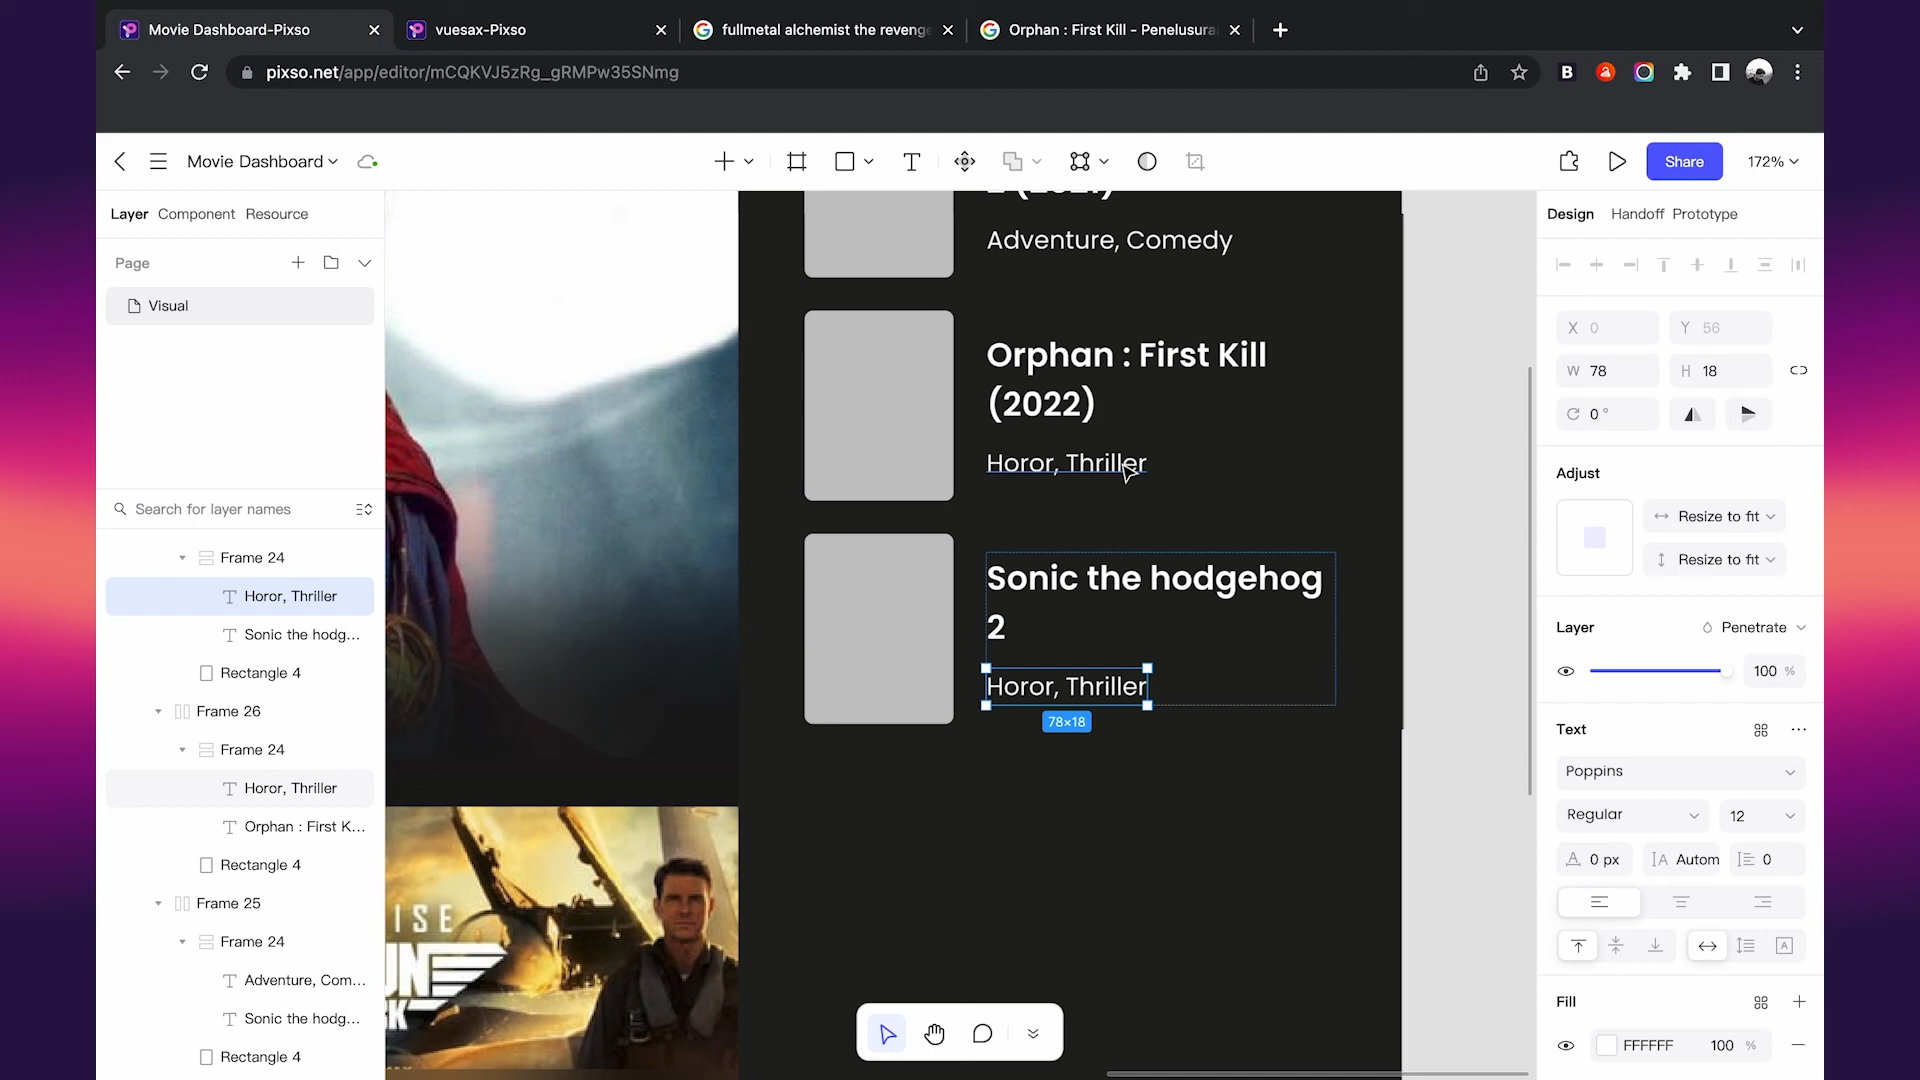 Movie Dashboard-Pixso
vuesax-Pixso
fullmetal alchemist the revenge
Orphan : First Kill - Penelusura
pixso.net/app/editor/mCQKVJ5zRg_gRMPw35SNmg
Movie Dashboard
Share
172%
Layer
Component
Resource
Design
Handoff
Prototype
Page
Visual
Adventure, Comedy
X 0
Y 56
W 78
H 18
0 °
Orphan : First Kill
(2022)
Horor, Thriller
Adjust
Resize to fit
Resize to fit
Search for layer names
Frame 24
Horor, Thriller
Sonic the hodg...
Rectangle 4
Frame 26
Frame 24
Horor, Thriller
Orphan : First K...
Rectangle 4
Frame 25
Frame 24
Adventure, Com...
Sonic the hodg...
Rectangle 4
Sonic the hodgehog
2
Horor, Thriller
78×18
Layer
Penetrate
100 %
Text
Poppins
Regular
12
0 px
Autom
0
Fill
FFFFFF
100 %